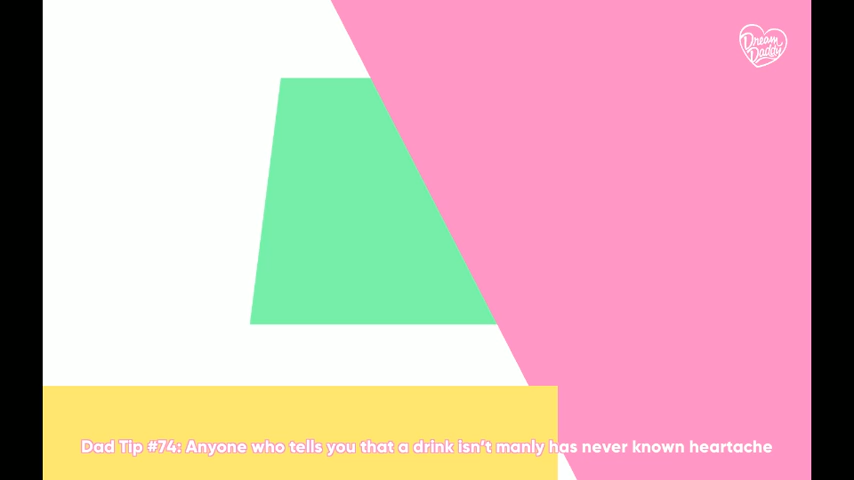 Dream
Daddy
Dad Tip #74: Anyone who tells you that a drink isn't manly has never known heartache